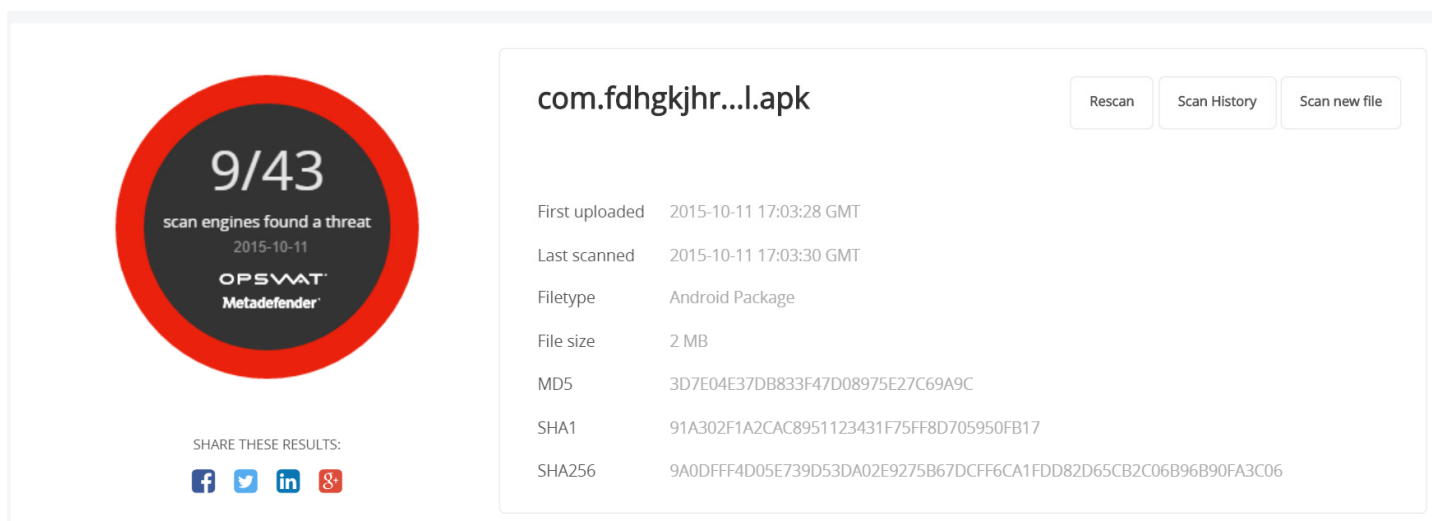 9/43
scan engines found a threat
2015-10-11
OPSWAT
Metadefender
SHARE THESE RESULTS:
f in g+
com.fdhgkjhr...l.apk
Rescan Scan History Scan new file
First uploaded 2015-10-11 17:03:28 GMT
Last scanned 2015-10-11 17:03:30 GMT
Filetype Android Package
File size 2 MB
MD5 3D7E04E37DB833F47D08975E27C69A9C
SHA1 91A302F1A2CAC8951123431F75FF8D705950FB17
SHA256 9A0DFFF4D05E739D53DA02E9275B67DCFF6CA1FDD82D65CB2C06B96B90FA3C06